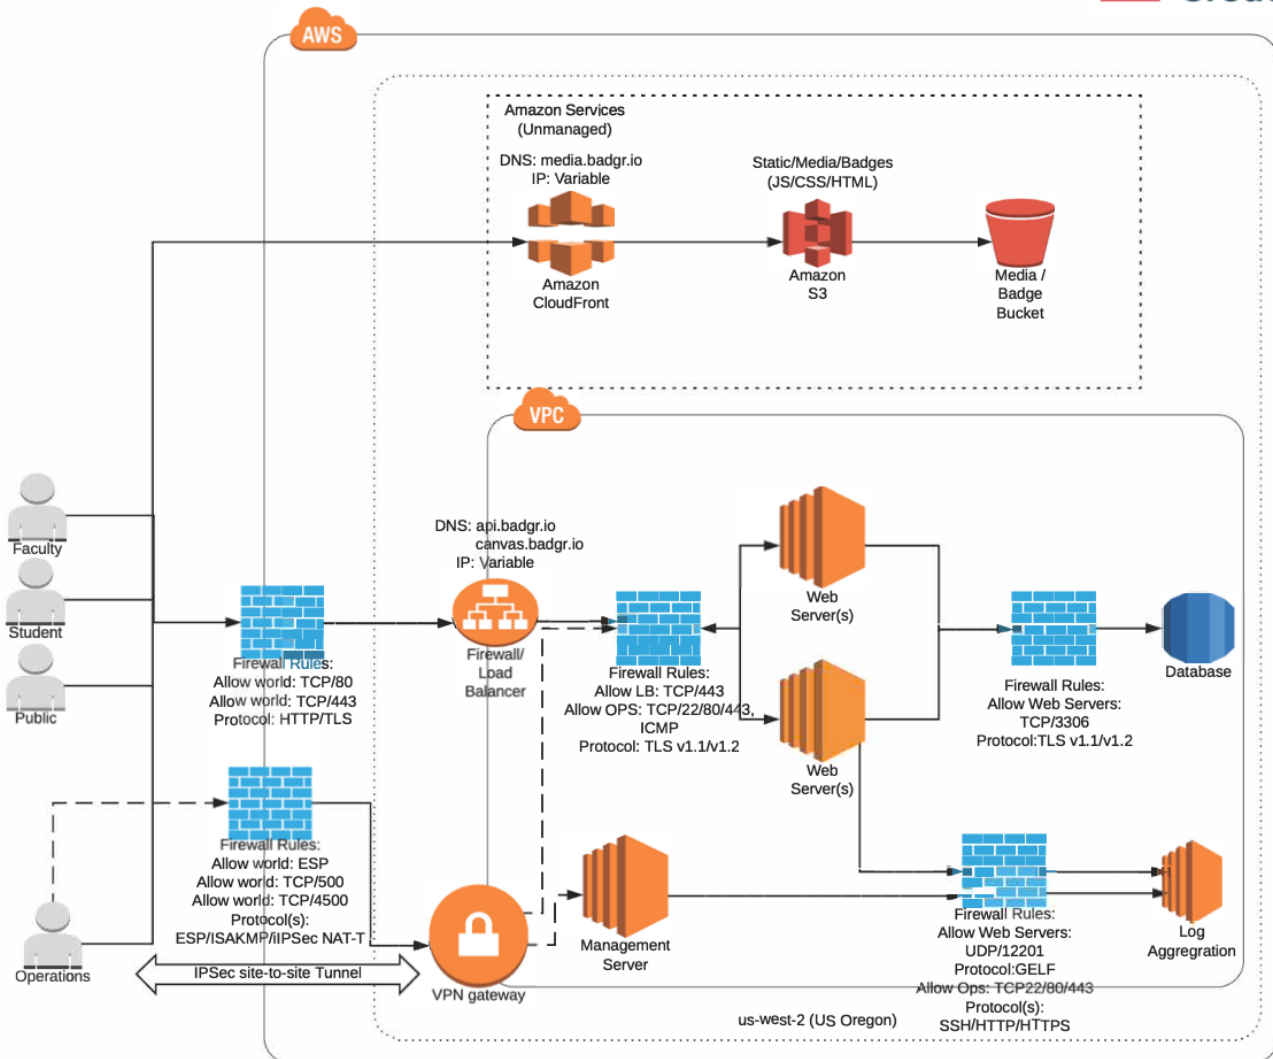 AWS
Amazon Services
(Unmanaged)
DNS: media.badgr.io
IP: Variable
Static/Media/Badges
(JS/CSS/HTML)
Amazon
CloudFront
Amazon
S3
Media /
Badge
Bucket
VPC
Faculty
Student
Public
Operations
DNS: api.badgr.io
canvas.badgr.io
IP: Variable
Firewall/
Load
Balancer
Firewall Rules:
Allow world: TCP/80
Allow world: TCP/443
Protocol: HTTP/TLS
Firewall Rules:
Allow LB: TCP/443
Allow OPS: TCP/22/80/443,
ICMP
Protocol: TLS v1.1/v1.2
Web
Server(s)
Web
Server(s)
Firewall Rules:
Allow Web Servers:
TCP/3306
Protocol:TLS v1.1/v1.2
Database
Firewall Rules:
Allow world: ESP
Allow world: TCP/500
Allow world: TCP/4500
Protocol(s):
ESP/ISAKMP/iIPSec NAT-T
IPSec site-to-site Tunnel
VPN gateway
Management
Server
Firewall Rules:
Allow Web Servers:
UDP/12201
Protocol:GELF
Allow Ops: TCP22/80/443
Protocol(s):
SSH/HTTP/HTTPS
Log
Aggregration
us-west-2 (US Oregon)